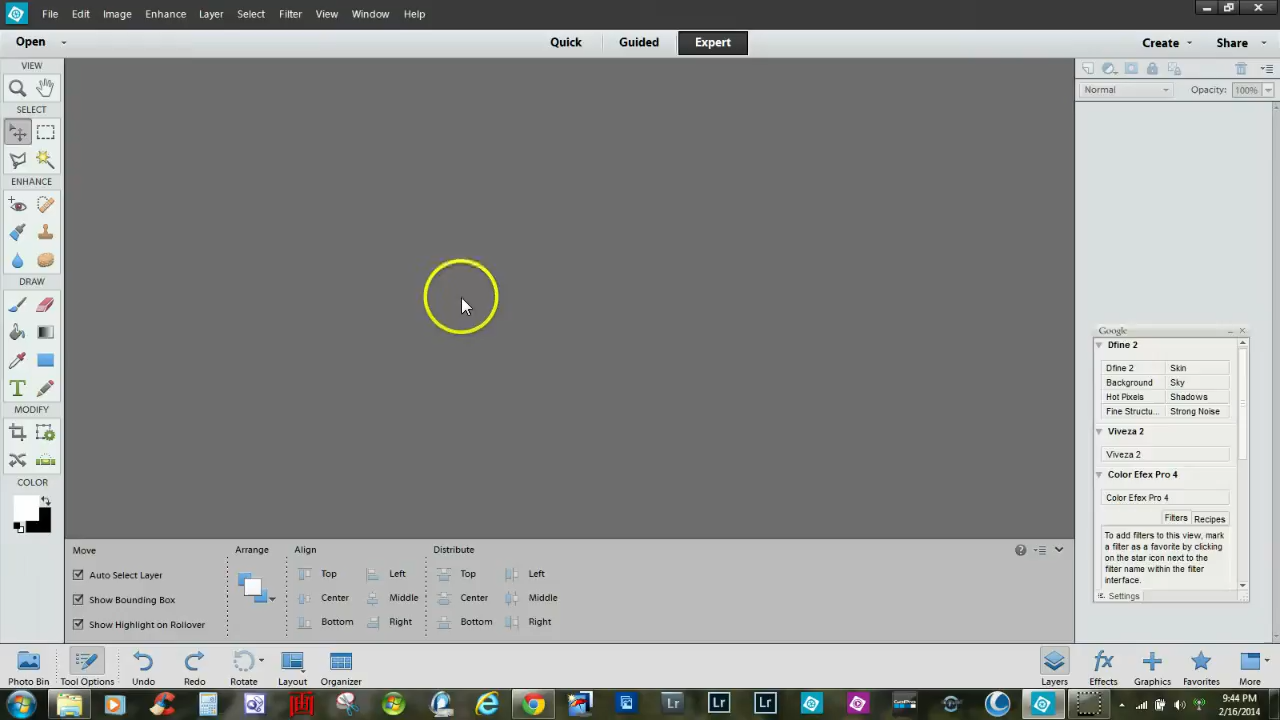 File Edit Image Enhance Layer Select Filter View Window Help
Open Quick Guided Expert Create Share
VIEW
SELECT
ENHANCE
DRAW
T
MODIFY
COLOR
Normal Opacity: 100%
Google
Dfine 2
Dfine 2 Skin
Background Sky
Hot Pixels Shadows
Fine Structu... Strong Noise
Viveza 2
Viveza 2
Color Efex Pro 4
Color Efex Pro 4
Filters Recipes
To add filters to this view, mark
a filter as a favorite by clicking
on the star icon next to the
filter name within the filter
interface.
Settings
Move Arrange Align Distribute
Auto Select Layer Top Left Top Left
Show Bounding Box Center Middle Center Middle
Show Highlight on Rollover Bottom Right Bottom Right
Photo Bin Tool Options Undo Redo Rotate Layout Organizer Layers Effects Graphics Favorites More
fx
Lr Lr Lr
9:44 PM
2/16/2014